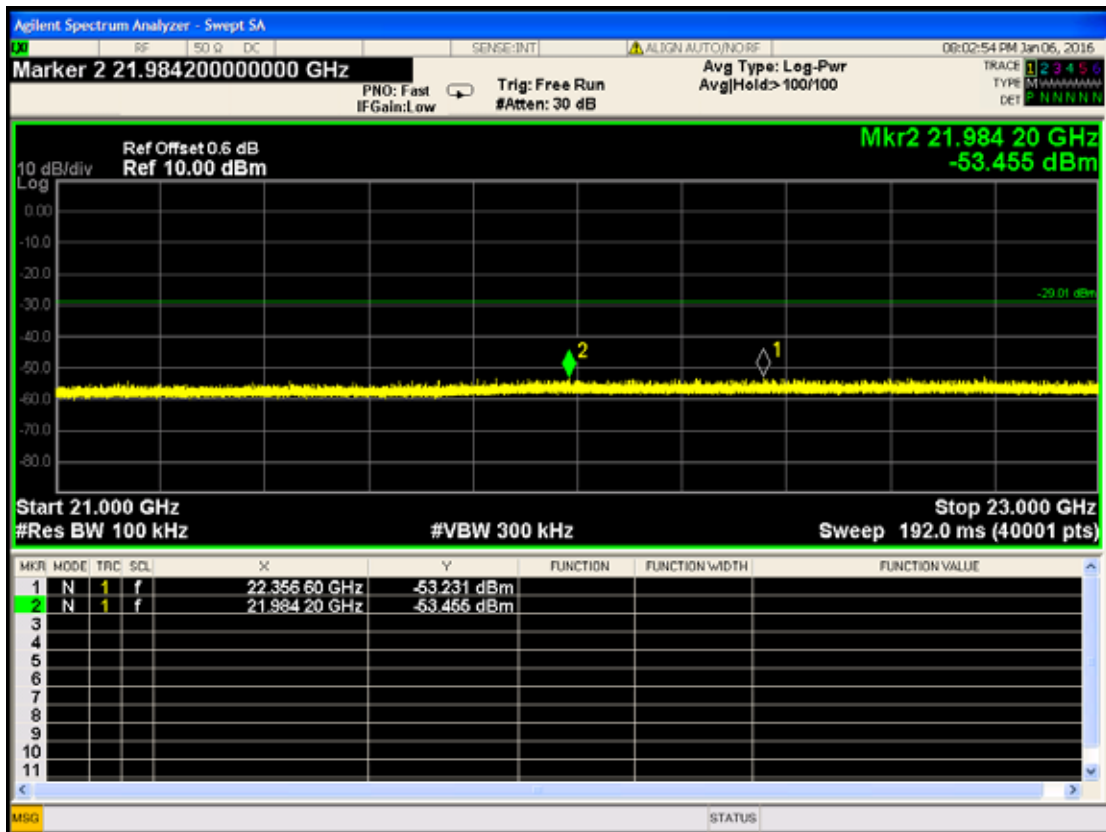 Agilent Spectrum Analyzer - Swept SA
RF 50 Ω DC SENSE:INT ALIGN AUTO/NO RF 08:02:54 PM Jan 06, 2016
Marker 2 21.984200000000 GHz
PNO: Fast
IFGain:Low
Trig: Free Run
#Atten: 30 dB
Avg Type: Log-Pwr
Avg|Hold:> 100/100
TRACE 1 2 3 4 5 6
TYPE M
DET P N N N N N
Mkr2 21.984 20 GHz
-53.455 dBm
Ref Offset 0.6 dB
10 dB/div Ref 10.00 dBm
Log
0.00
-10.0
-20.0
-29.01 dBm
-30.0
-40.0
2 1
-50.0
-60.0
-70.0
-80.0
Start 21.000 GHz Stop 23.000 GHz
#Res BW 100 kHz #VBW 300 kHz Sweep 192.0 ms (40001 pts)
MKR MODE TRC SCL X Y FUNCTION FUNCTION WIDTH FUNCTION VALUE
1 N 1 f 22.356 60 GHz -53.231 dBm
2 N 1 f 21.984 20 GHz -53.455 dBm
3
4
5
6
7
8
9
10
11
MSG STATUS